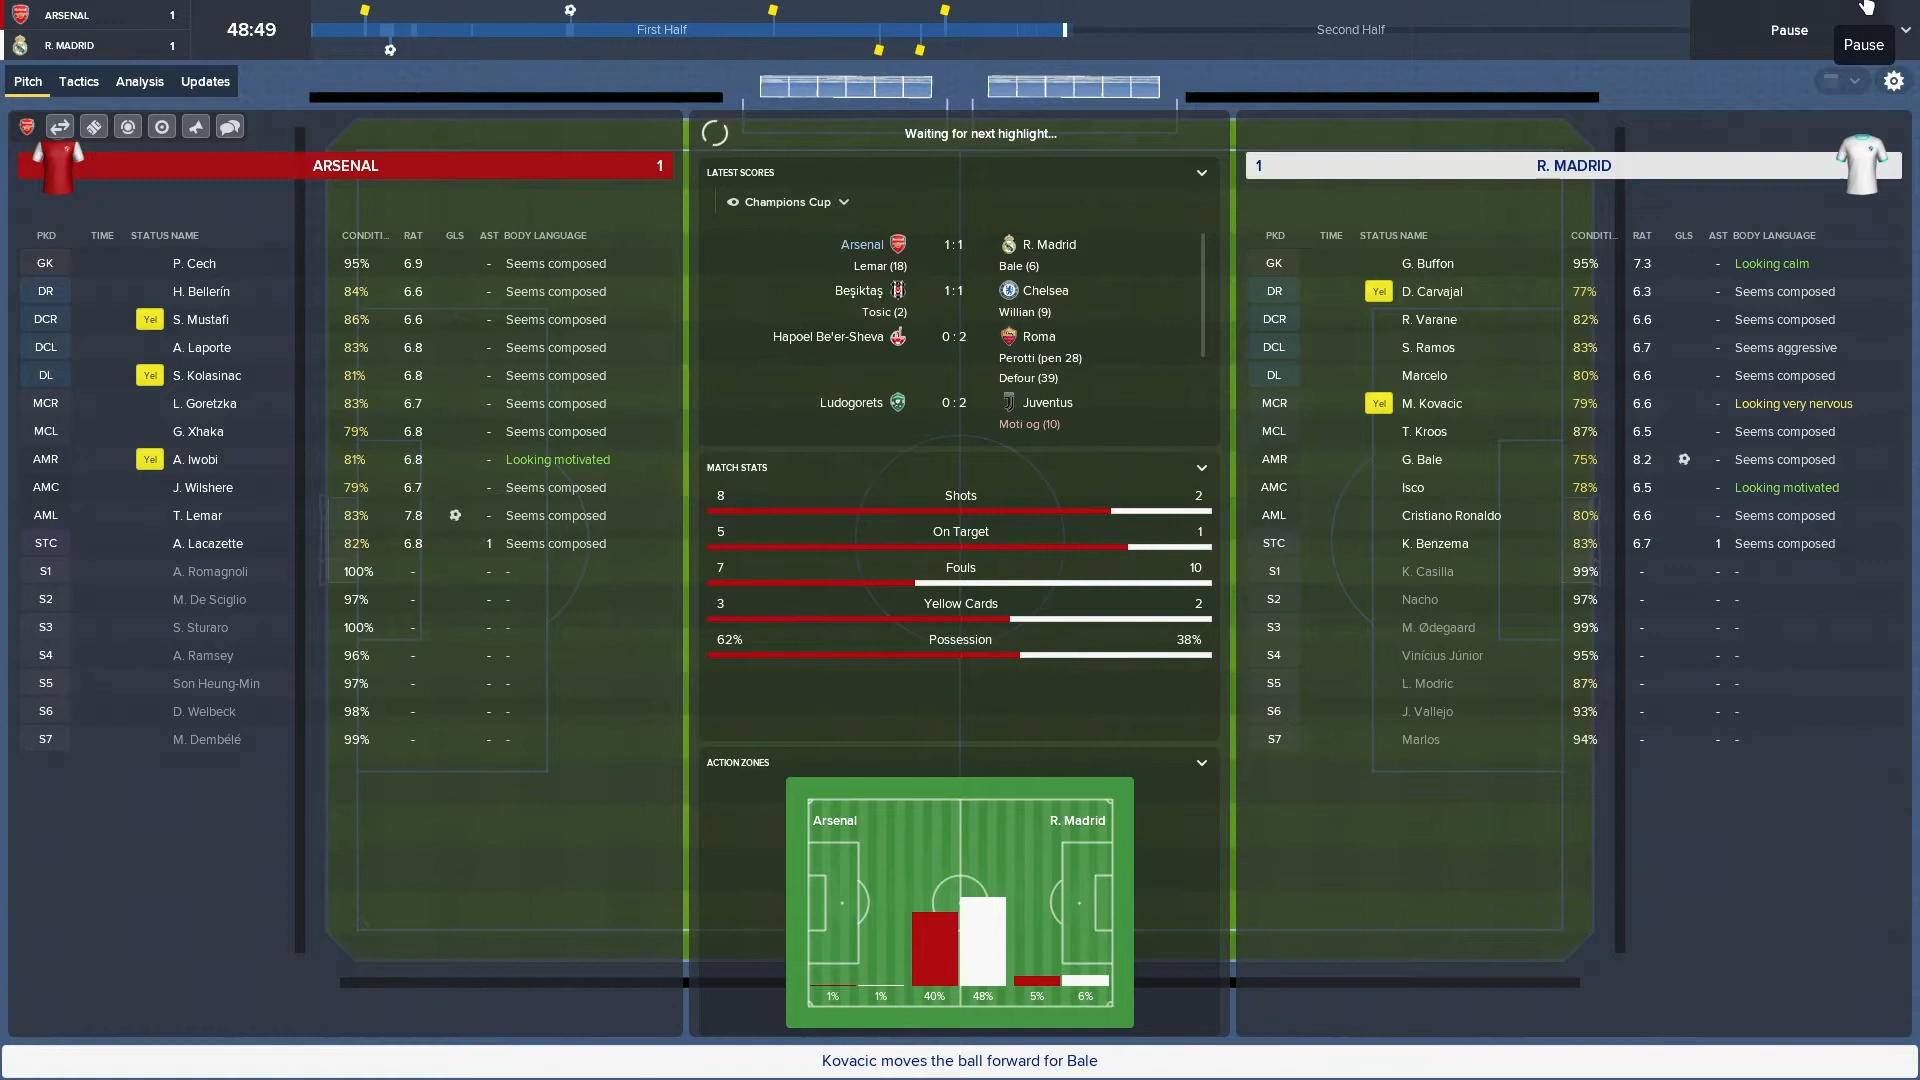 ARSENAL 1
R. MADRID 1
48:49
First Half
Second Half
Pause
Pause
Pitch Tactics Analysis Updates
ARSENAL 1
PKD TIME STATUS NAME CONDITI... RAT GLS AST BODY LANGUAGE
GK P. Cech 95% 6.9 - Seems composed
DR H. Bellerín 84% 6.6 - Seems composed
DCR Yel S. Mustafi 86% 6.6 - Seems composed
DCL A. Laporte 83% 6.8 - Seems composed
DL Yel S. Kolasinac 81% 6.8 - Seems composed
MCR L. Goretzka 83% 6.7 - Seems composed
MCL G. Xhaka 79% 6.8 - Seems composed
AMR Yel A. Iwobi 81% 6.8 - Looking motivated
AMC J. Wilshere 79% 6.7 - Seems composed
AML T. Lemar 83% 7.8 - Seems composed
STC A. Lacazette 82% 6.8 1 Seems composed
S1 A. Romagnoli 100% - - -
S2 M. De Sciglio 97% - - -
S3 S. Sturaro 100% - - -
S4 A. Ramsey 96% - - -
S5 Son Heung-Min 97% - - -
S6 D. Welbeck 98% - - -
S7 M. Dembélé 99% - - -
Waiting for next highlight...
LATEST SCORES
Champions Cup
Arsenal 1 : 1 R. Madrid
Lemar (18) Bale (6)
Beşiktaş 1 : 1 Chelsea
Tosic (2) Willian (9)
Hapoel Be'er-Sheva 0 : 2 Roma
Perotti (pen 28)
Defour (39)
Ludogorets 0 : 2 Juventus
Moti og (10)
MATCH STATS
8 Shots 2
5 On Target 1
7 Fouls 10
3 Yellow Cards 2
62% Possession 38%
ACTION ZONES
Arsenal R. Madrid
1% 1% 40% 48% 5% 6%
1 R. MADRID
PKD TIME STATUS NAME CONDITI... RAT GLS AST BODY LANGUAGE
GK G. Buffon 95% 7.3 - Looking calm
DR Yel D. Carvajal 77% 6.3 - Seems composed
DCR R. Varane 82% 6.6 - Seems composed
DCL S. Ramos 83% 6.7 - Seems aggressive
DL Marcelo 80% 6.6 - Seems composed
MCR Yel M. Kovacic 79% 6.6 - Looking very nervous
MCL T. Kroos 87% 6.5 - Seems composed
AMR G. Bale 75% 8.2 - Seems composed
AMC Isco 78% 6.5 - Looking motivated
AML Cristiano Ronaldo 80% 6.6 - Seems composed
STC K. Benzema 83% 6.7 1 Seems composed
S1 K. Casilla 99% - - -
S2 Nacho 97% - - -
S3 M. Ødegaard 99% - - -
S4 Vinícius Júnior 95% - - -
S5 L. Modric 87% - - -
S6 J. Vallejo 93% - - -
S7 Marlos 94% - - -
Kovacic moves the ball forward for Bale